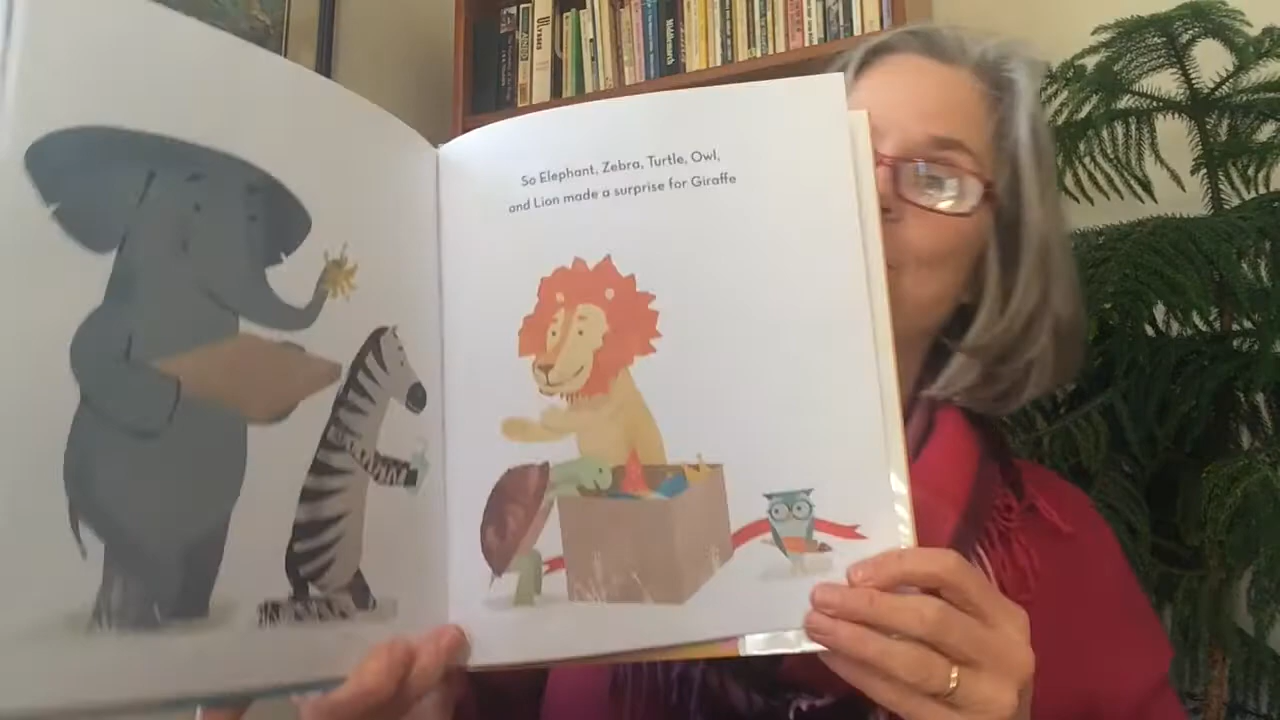 So Elephant, Zebra, Turtle, Owl,
and Lion made a surprise for Giraffe